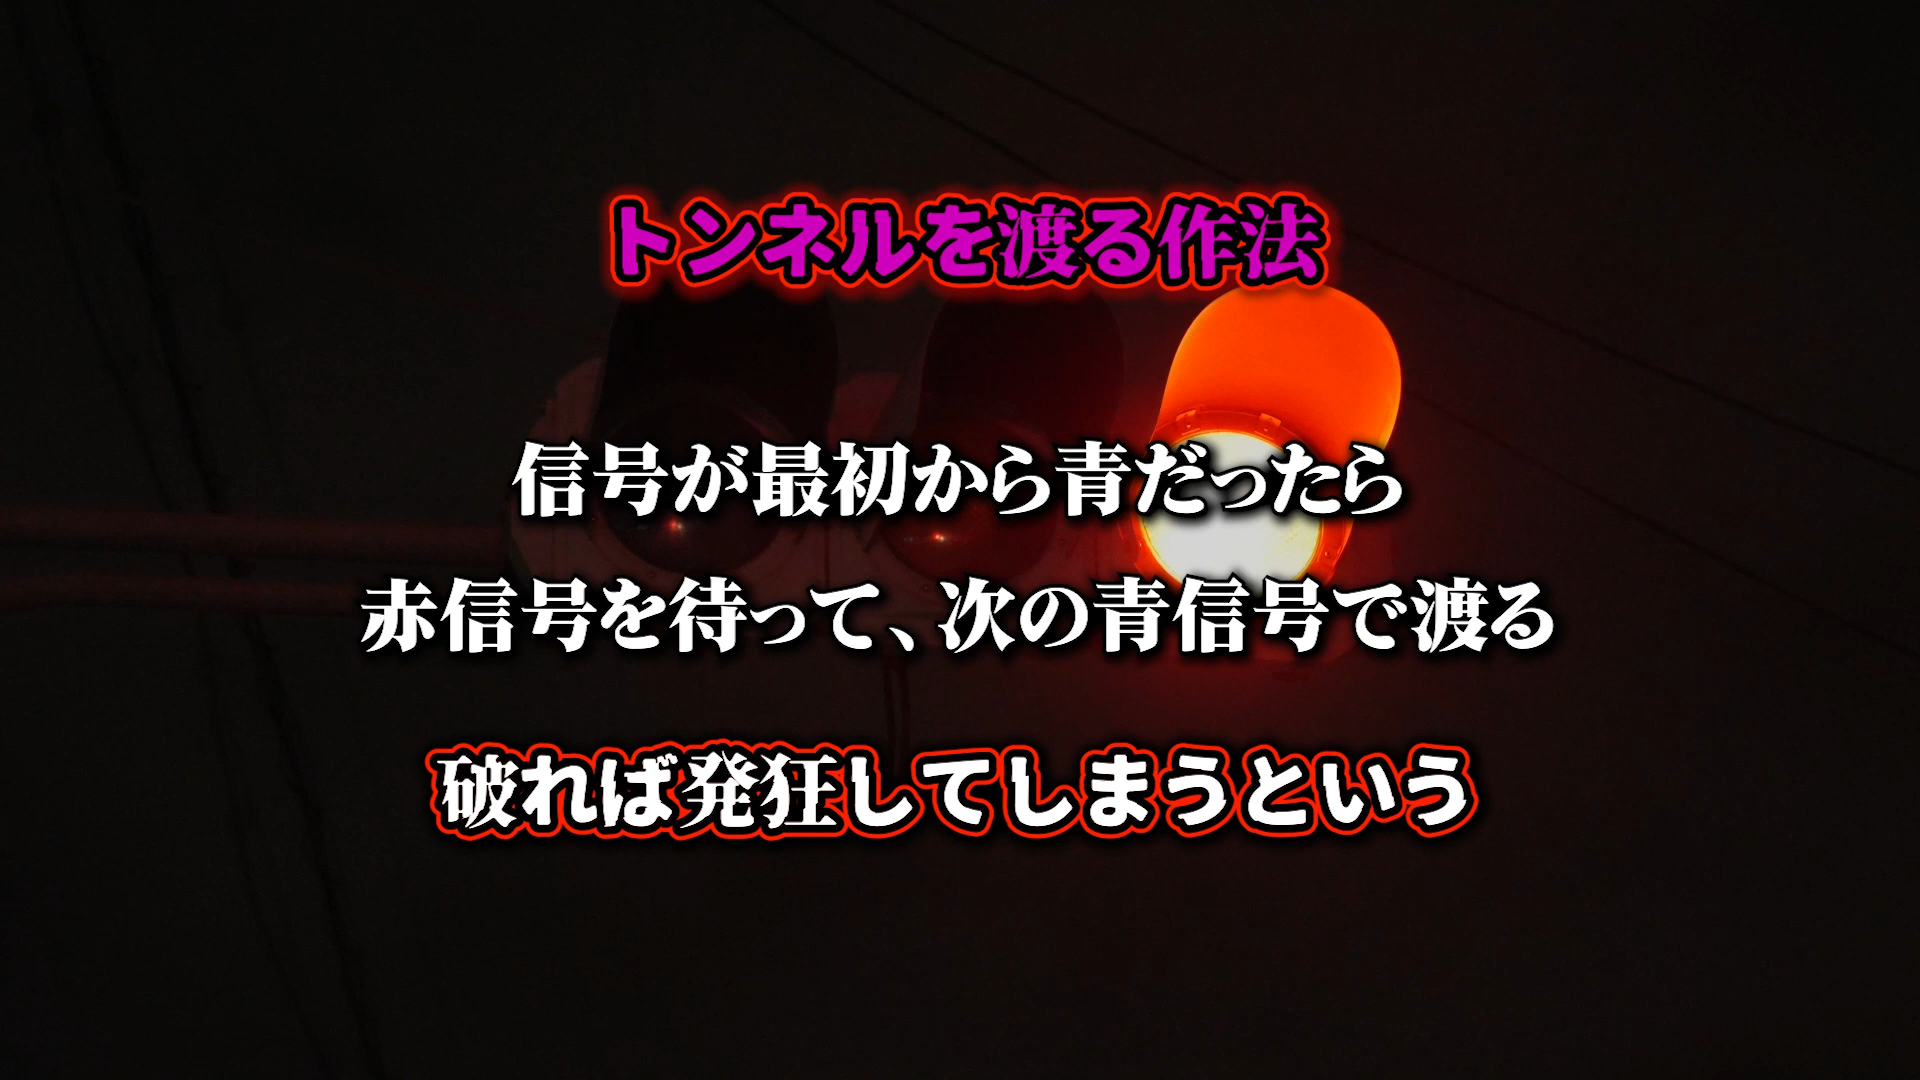 トンネルを渡る作法
信号が最初から青だったら
赤信号を待って、次の青信号で渡る
破れば発狂してしまうという